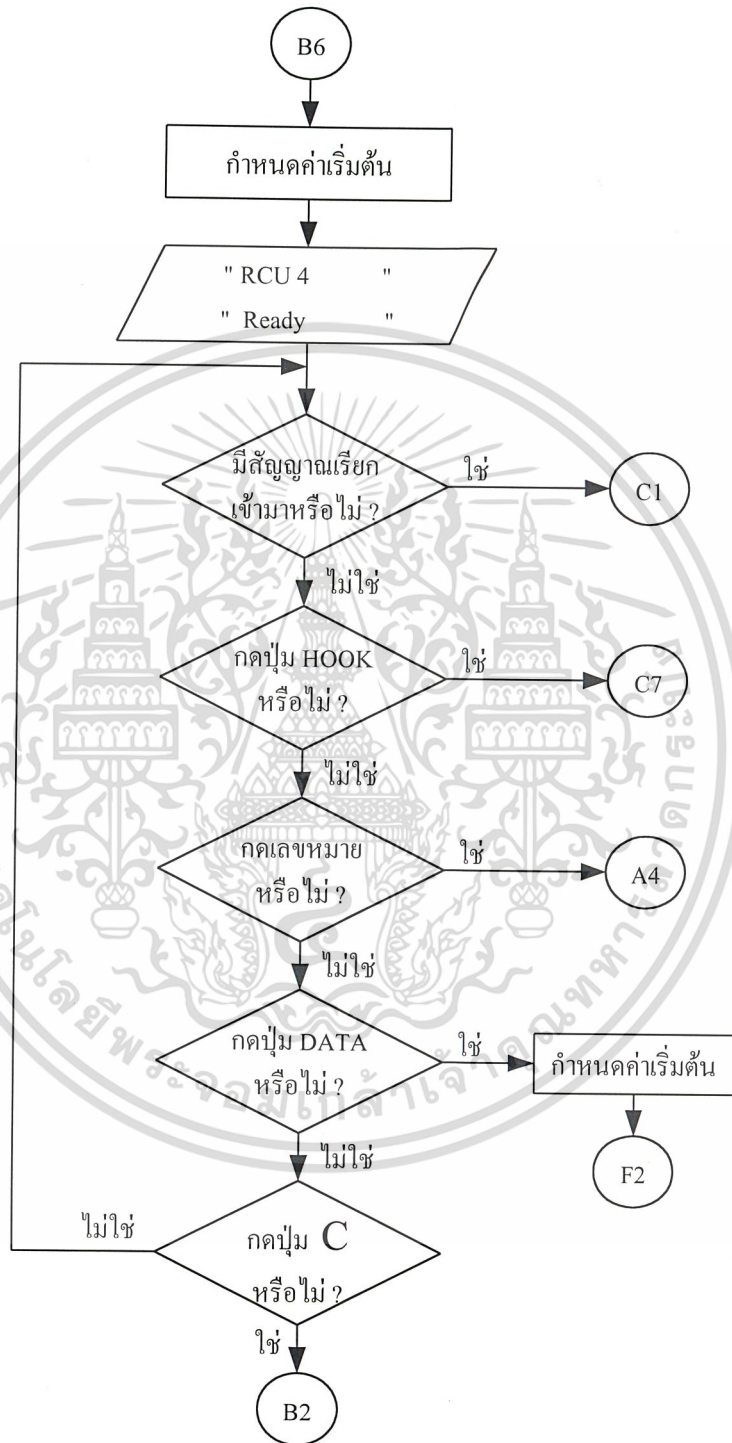 B6
กำหนดค่าเริ่มต้น
" RCU 4 "
" Ready "
มีสัญญาณเรียก
เข้ามาหรือไม่ ?
ใช่
C1
ไม่ใช่
กดปุ่ม HOOK
หรือไม่ ?
ใช่
C7
ไม่ใช่
กดเลขหมาย
หรือไม่ ?
ใช่
A4
ไม่ใช่
กดปุ่ม DATA
หรือไม่ ?
ใช่
กำหนดค่าเริ่มต้น
F2
ไม่ใช่
กดปุ่ม C
หรือไม่ ?
ไม่ใช่
ใช่
B2